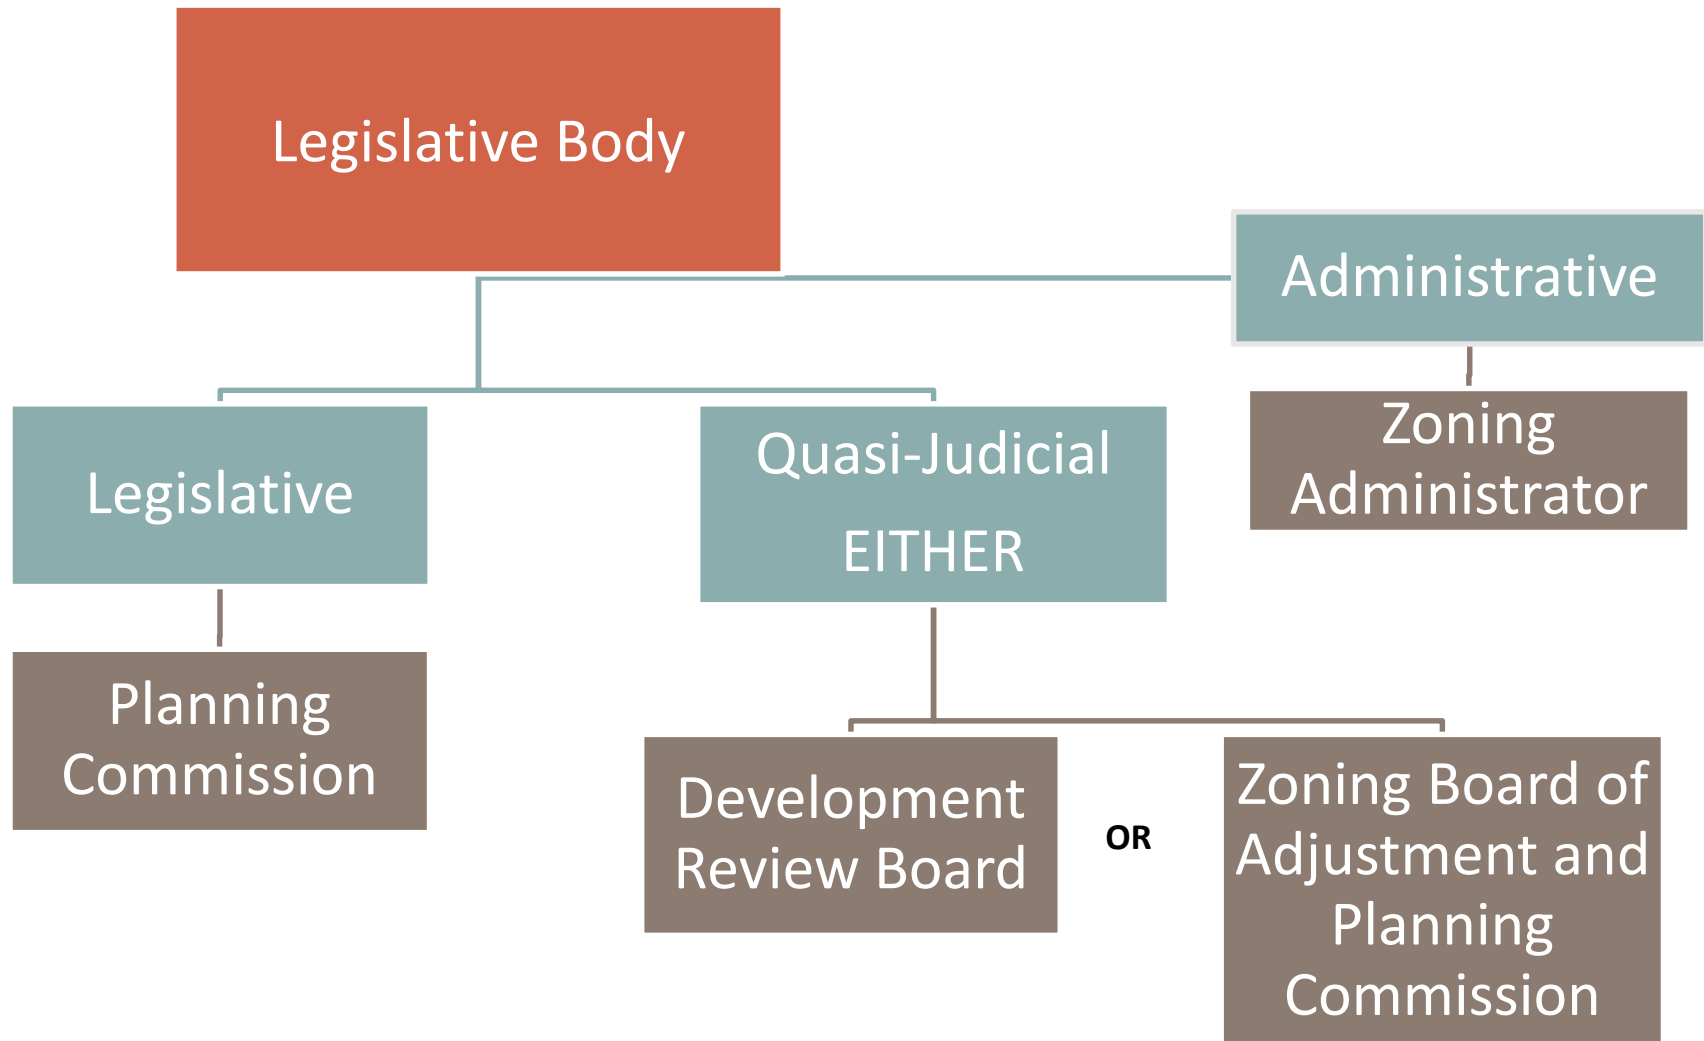 Legislative Body
Administrative
Zoning
Administrator
Legislative
Quasi-Judicial
EITHER
Planning
Commission
Development
Review Board
OR
Zoning Board of
Adjustment and
Planning
Commission